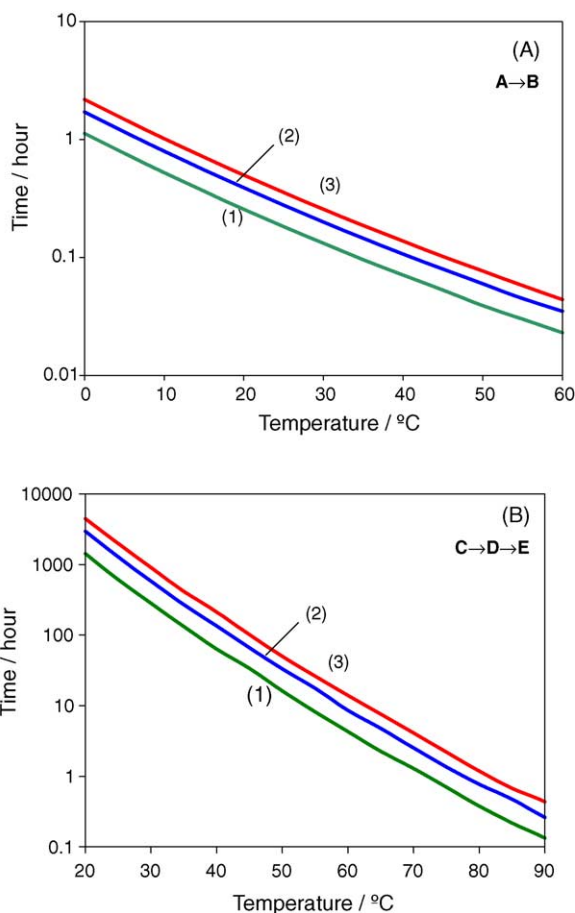 10
(A)
A→B
1
(2)
(3)
(1)
0.1
0.01
0 10 20 30 40 50 60
Time / hour
Temperature / ºC
10000
(B)
C→D→E
1000
100
(2)
(3)
(1)
10
1
0.1
20 30 40 50 60 70 80 90
Time / hour
Temperature / ºC